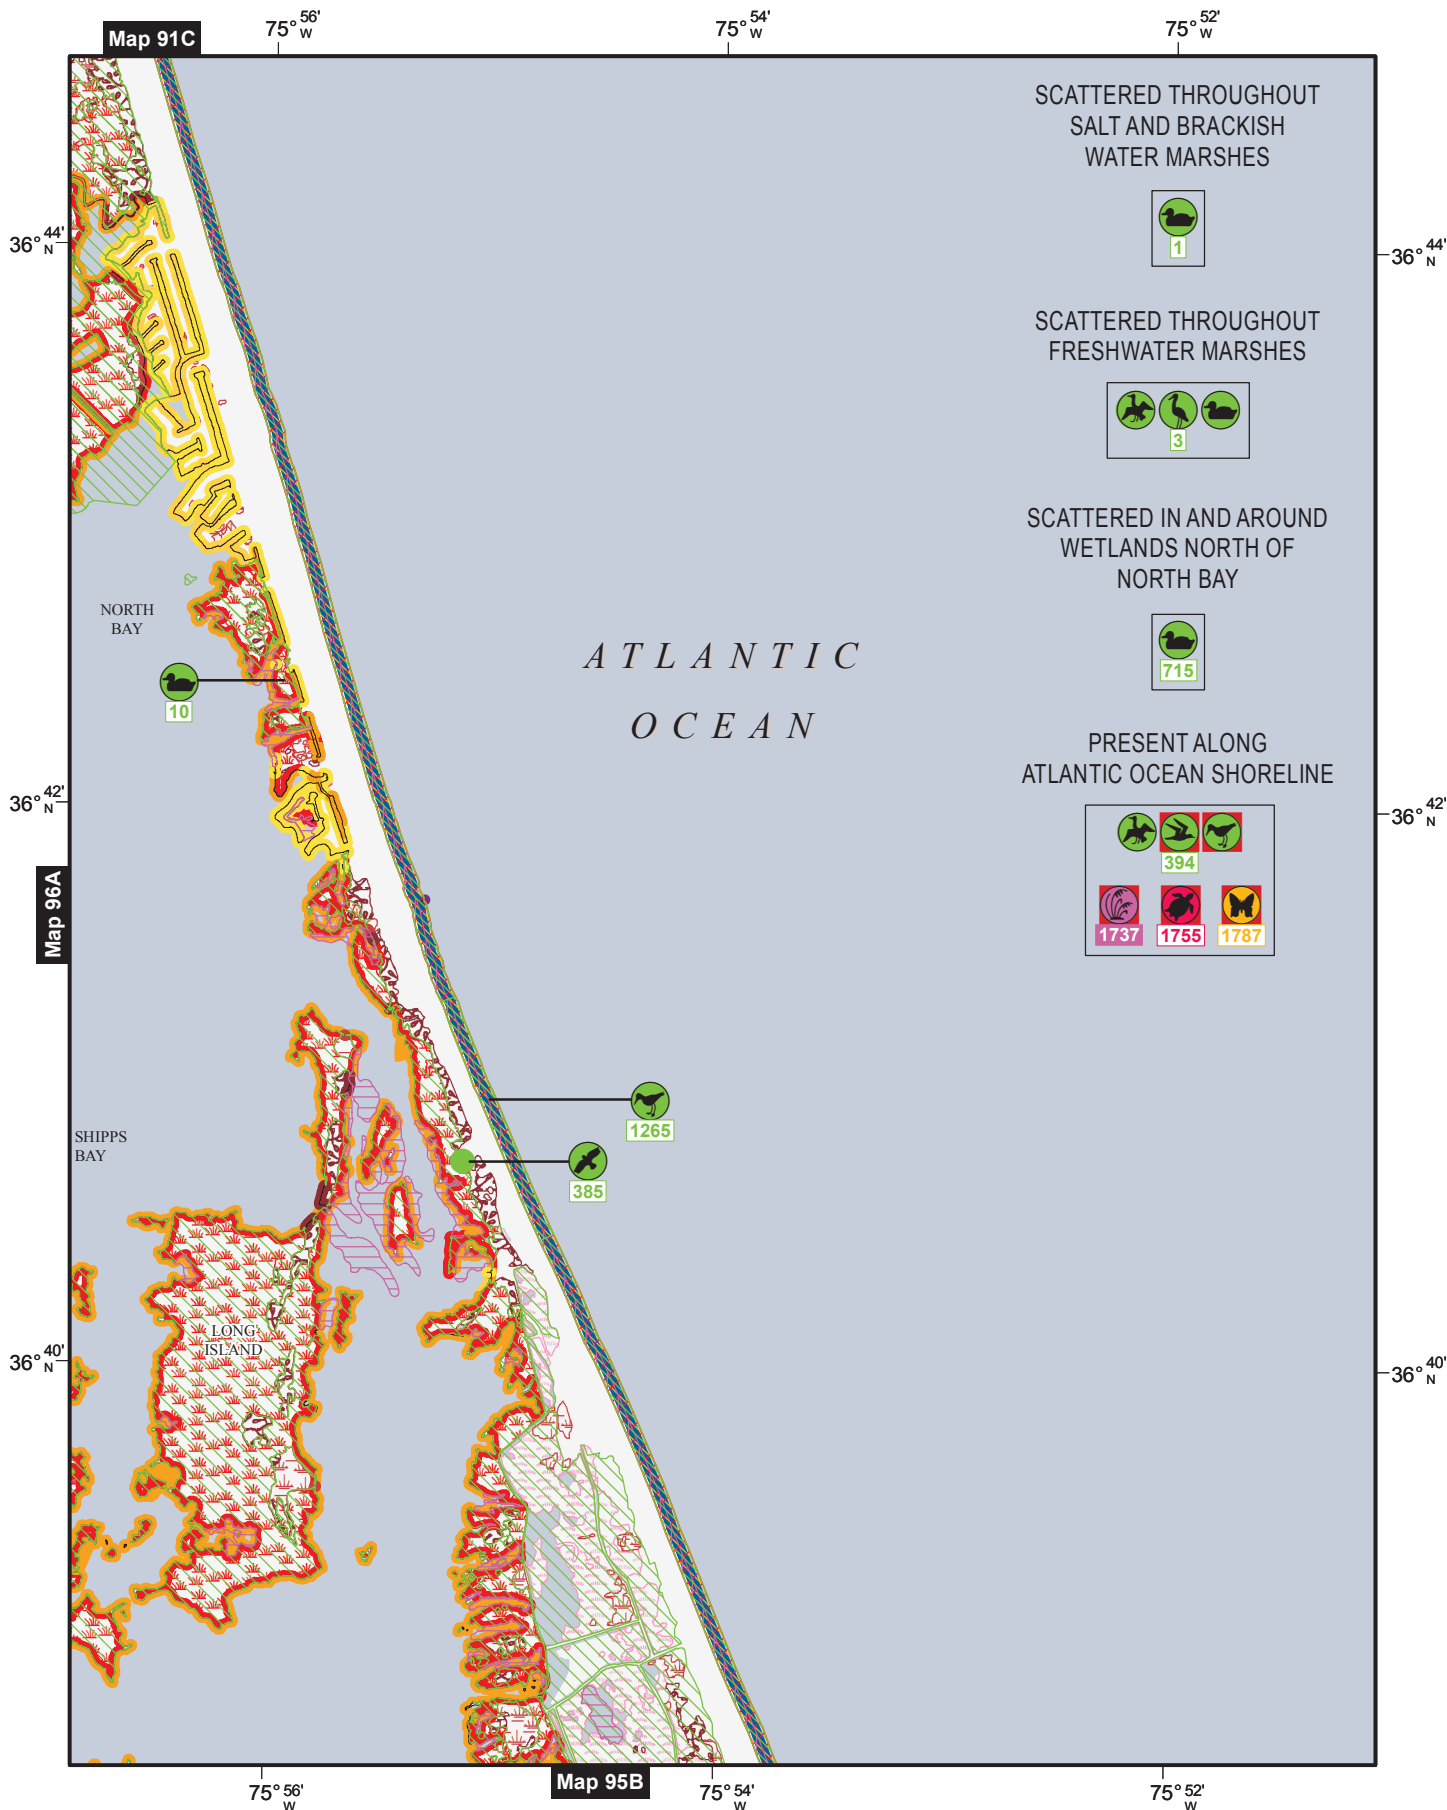 Map 91C
75° 56' W
75° 54' W
75° 52' W
SCATTERED THROUGHOUT
SALT AND BRACKISH
WATER MARSHES
1
36° 44' N
36° 44' N
SCATTERED THROUGHOUT
FRESHWATER MARSHES
3
SCATTERED IN AND AROUND
WETLANDS NORTH OF
NORTH BAY
715
NORTH
BAY
10
ATLANTIC
OCEAN
PRESENT ALONG
ATLANTIC OCEAN SHORELINE
394
1737 1755 1787
36° 42' N
36° 42' N
Map 96A
1265
385
SHIPPS
BAY
LONG
ISLAND
36° 40' N
36° 40' N
Map 95B
75° 56' W
75° 54' W
75° 52' W